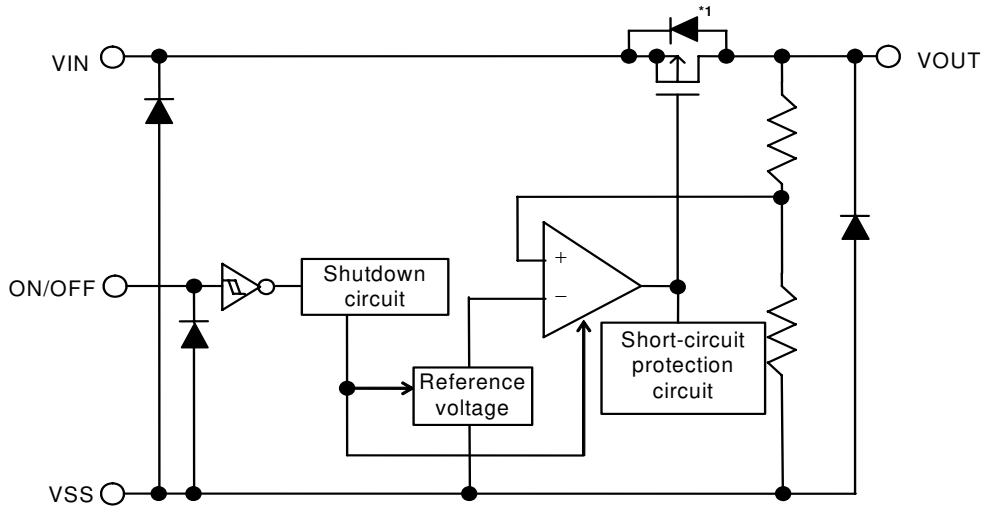 *1
VIN
VOUT
ON/OFF
Shutdown
circuit
+
−
Short-circuit
protection
circuit
Reference
voltage
VSS